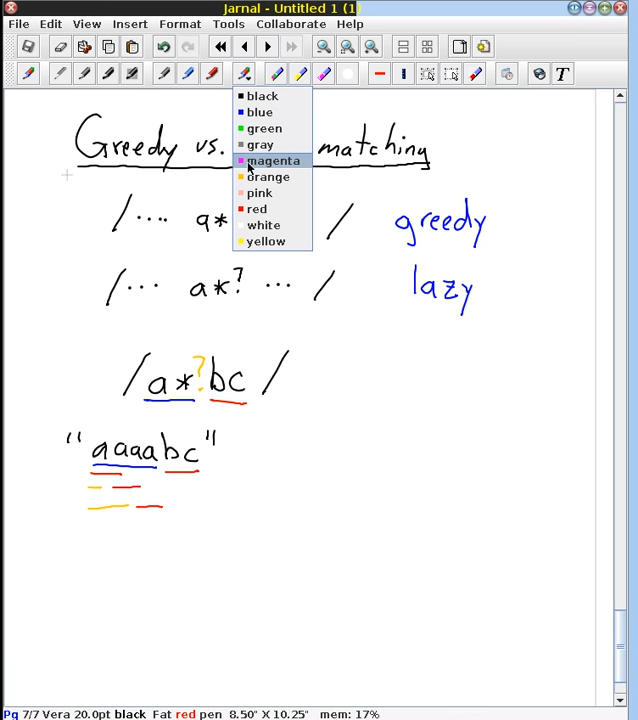 Jarnal - Untitled 1 (1)
File Edit View Insert Format Tools Collaborate Help
T
black
blue
green
gray
magenta
orange
pink
red
white
yellow
Greedy vs. matching
/ .... a* / greedy
/ ... a*? ... / lazy
/ a*?bc /
"aaaabc"
Pg 7/7 Vera 20.0pt black Fat red pen 8.50" X 10.25" mem: 17%